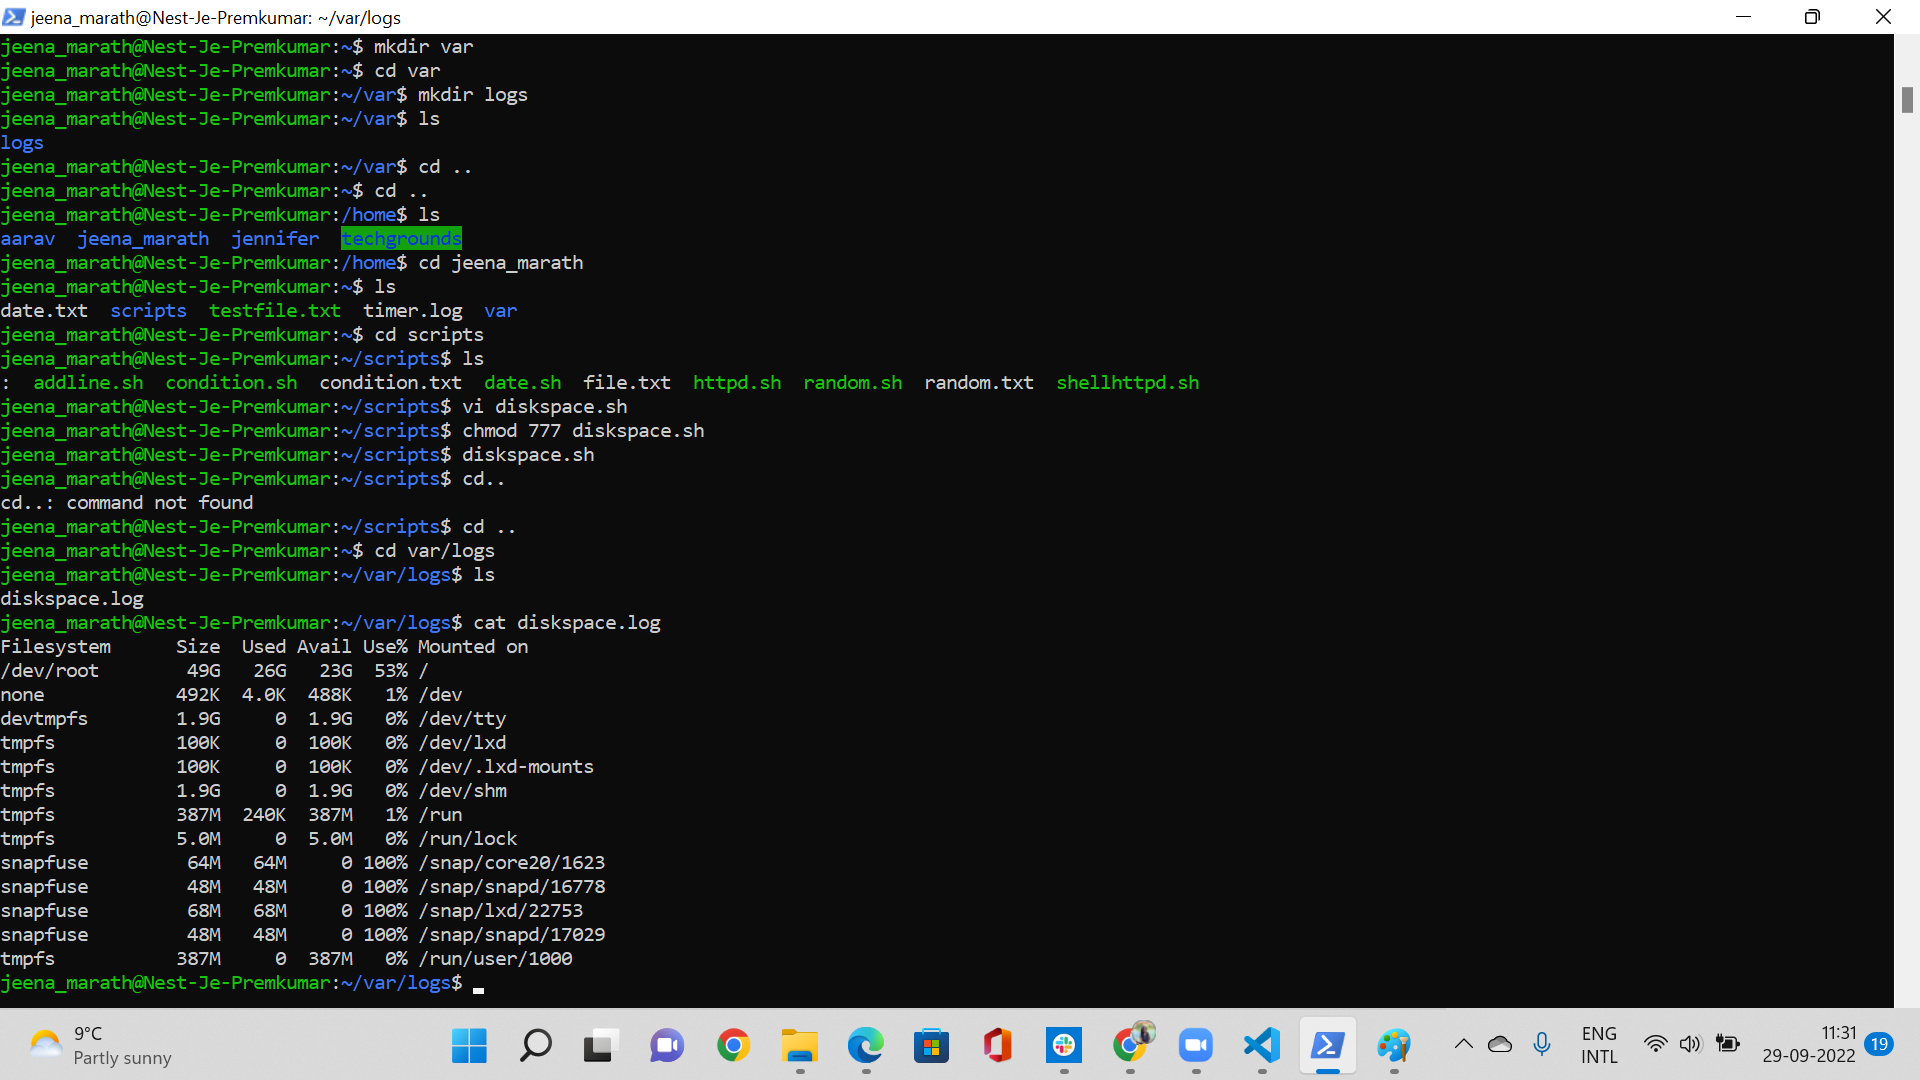 jeena_marath@Nest-Je-Premkumar: ~/var/logs
jeena_marath@Nest-Je-Premkumar:~$ mkdir var
jeena_marath@Nest-Je-Premkumar:~$ cd var
jeena_marath@Nest-Je-Premkumar:~/var$ mkdir logs
jeena_marath@Nest-Je-Premkumar:~/var$ ls
logs
jeena_marath@Nest-Je-Premkumar:~/var$ cd ..
jeena_marath@Nest-Je-Premkumar:~$ cd ..
jeena_marath@Nest-Je-Premkumar:/home$ ls
aarav  jeena_marath  jennifer  techgrounds
jeena_marath@Nest-Je-Premkumar:/home$ cd jeena_marath
jeena_marath@Nest-Je-Premkumar:~$ ls
date.txt  scripts  testfile.txt  timer.log  var
jeena_marath@Nest-Je-Premkumar:~$ cd scripts
jeena_marath@Nest-Je-Premkumar:~/scripts$ ls
:  addline.sh  condition.sh  condition.txt  date.sh  file.txt  httpd.sh  random.sh  random.txt  shellhttpd.sh
jeena_marath@Nest-Je-Premkumar:~/scripts$ vi diskspace.sh
jeena_marath@Nest-Je-Premkumar:~/scripts$ chmod 777 diskspace.sh
jeena_marath@Nest-Je-Premkumar:~/scripts$ diskspace.sh
jeena_marath@Nest-Je-Premkumar:~/scripts$ cd..
cd..: command not found
jeena_marath@Nest-Je-Premkumar:~/scripts$ cd ..
jeena_marath@Nest-Je-Premkumar:~$ cd var/logs
jeena_marath@Nest-Je-Premkumar:~/var/logs$ ls
diskspace.log
jeena_marath@Nest-Je-Premkumar:~/var/logs$ cat diskspace.log
Filesystem      Size  Used Avail Use% Mounted on
/dev/root        49G   26G   23G  53% /
none            492K  4.0K  488K   1% /dev
devtmpfs        1.9G     0  1.9G   0% /dev/tty
tmpfs           100K     0  100K   0% /dev/lxd
tmpfs           100K     0  100K   0% /dev/.lxd-mounts
tmpfs           1.9G     0  1.9G   0% /dev/shm
tmpfs           387M  240K  387M   1% /run
tmpfs           5.0M     0  5.0M   0% /run/lock
snapfuse         64M   64M     0 100% /snap/core20/1623
snapfuse         48M   48M     0 100% /snap/snapd/16778
snapfuse         68M   68M     0 100% /snap/lxd/22753
snapfuse         48M   48M     0 100% /snap/snapd/17029
tmpfs           387M     0  387M   0% /run/user/1000
jeena_marath@Nest-Je-Premkumar:~/var/logs$
9°C
Partly sunny
ENG
INTL
11:31
29-09-2022
19